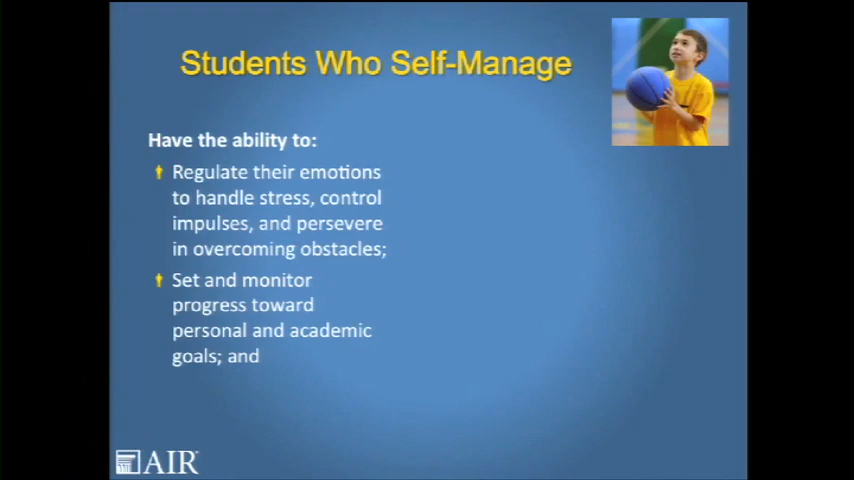 Students Who Self-Manage
Have the ability to:
Regulate their emotions
to handle stress, control
impulses, and persevere
in overcoming obstacles;
Set and monitor
progress toward
personal and academic
goals; and
AIR